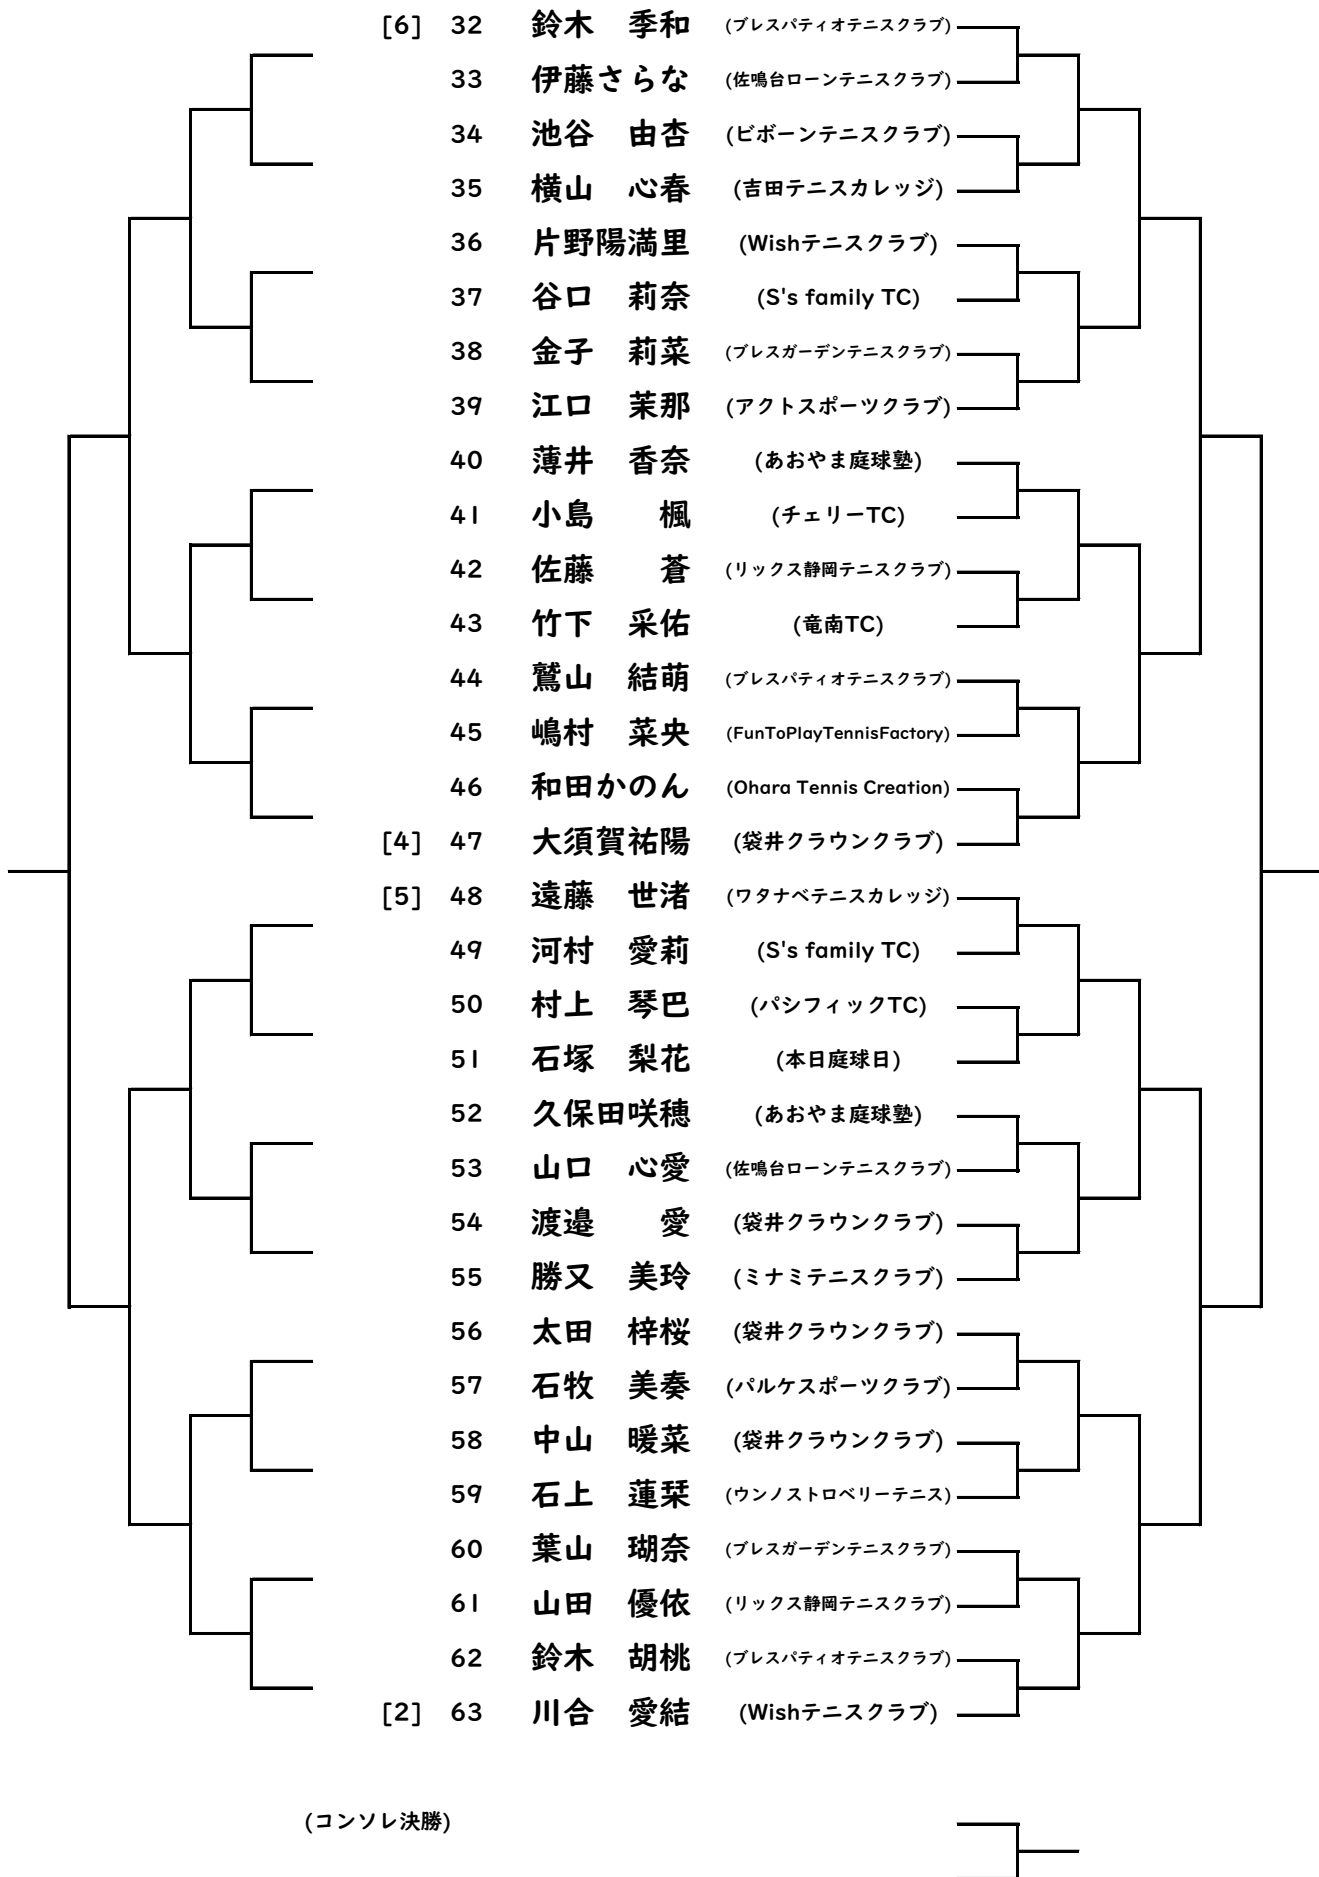 [6] 32 鈴木　季和 (ブレスパティオテニスクラブ)
33 伊藤さらな (佐鳴台ローンテニスクラブ)
34 池谷　由杏 (ビボーンテニスクラブ)
35 横山　心春 (吉田テニスカレッジ)
36 片野陽満里 (Wishテニスクラブ)
37 谷口　莉奈 (S's family TC)
38 金子　莉菜 (ブレスガーデンテニスクラブ)
39 江口　茉那 (アクトスポーツクラブ)
40 薄井　香奈 (あおやま庭球塾)
41 小島　　楓 (チェリーTC)
42 佐藤　　蒼 (リックス静岡テニスクラブ)
43 竹下　采佑 (竜南TC)
44 鷲山　結萌 (ブレスパティオテニスクラブ)
45 嶋村　菜央 (FunToPlayTennisFactory)
46 和田かのん (Ohara Tennis Creation)
[4] 47 大須賀祐陽 (袋井クラウンクラブ)
[5] 48 遠藤　世渚 (ワタナベテニスカレッジ)
49 河村　愛莉 (S's family TC)
50 村上　琴巴 (パシフィックTC)
51 石塚　梨花 (本日庭球日)
52 久保田咲穂 (あおやま庭球塾)
53 山口　心愛 (佐鳴台ローンテニスクラブ)
54 渡邉　　愛 (袋井クラウンクラブ)
55 勝又　美玲 (ミナミテニスクラブ)
56 太田　梓桜 (袋井クラウンクラブ)
57 石牧　美奏 (パルケスポーツクラブ)
58 中山　暖菜 (袋井クラウンクラブ)
59 石上　蓮栞 (ウンノストロベリーテニス)
60 葉山　瑚奈 (ブレスガーデンテニスクラブ)
61 山田　優依 (リックス静岡テニスクラブ)
62 鈴木　胡桃 (ブレスパティオテニスクラブ)
[2] 63 川合　愛結 (Wishテニスクラブ)
(コンソレ決勝)